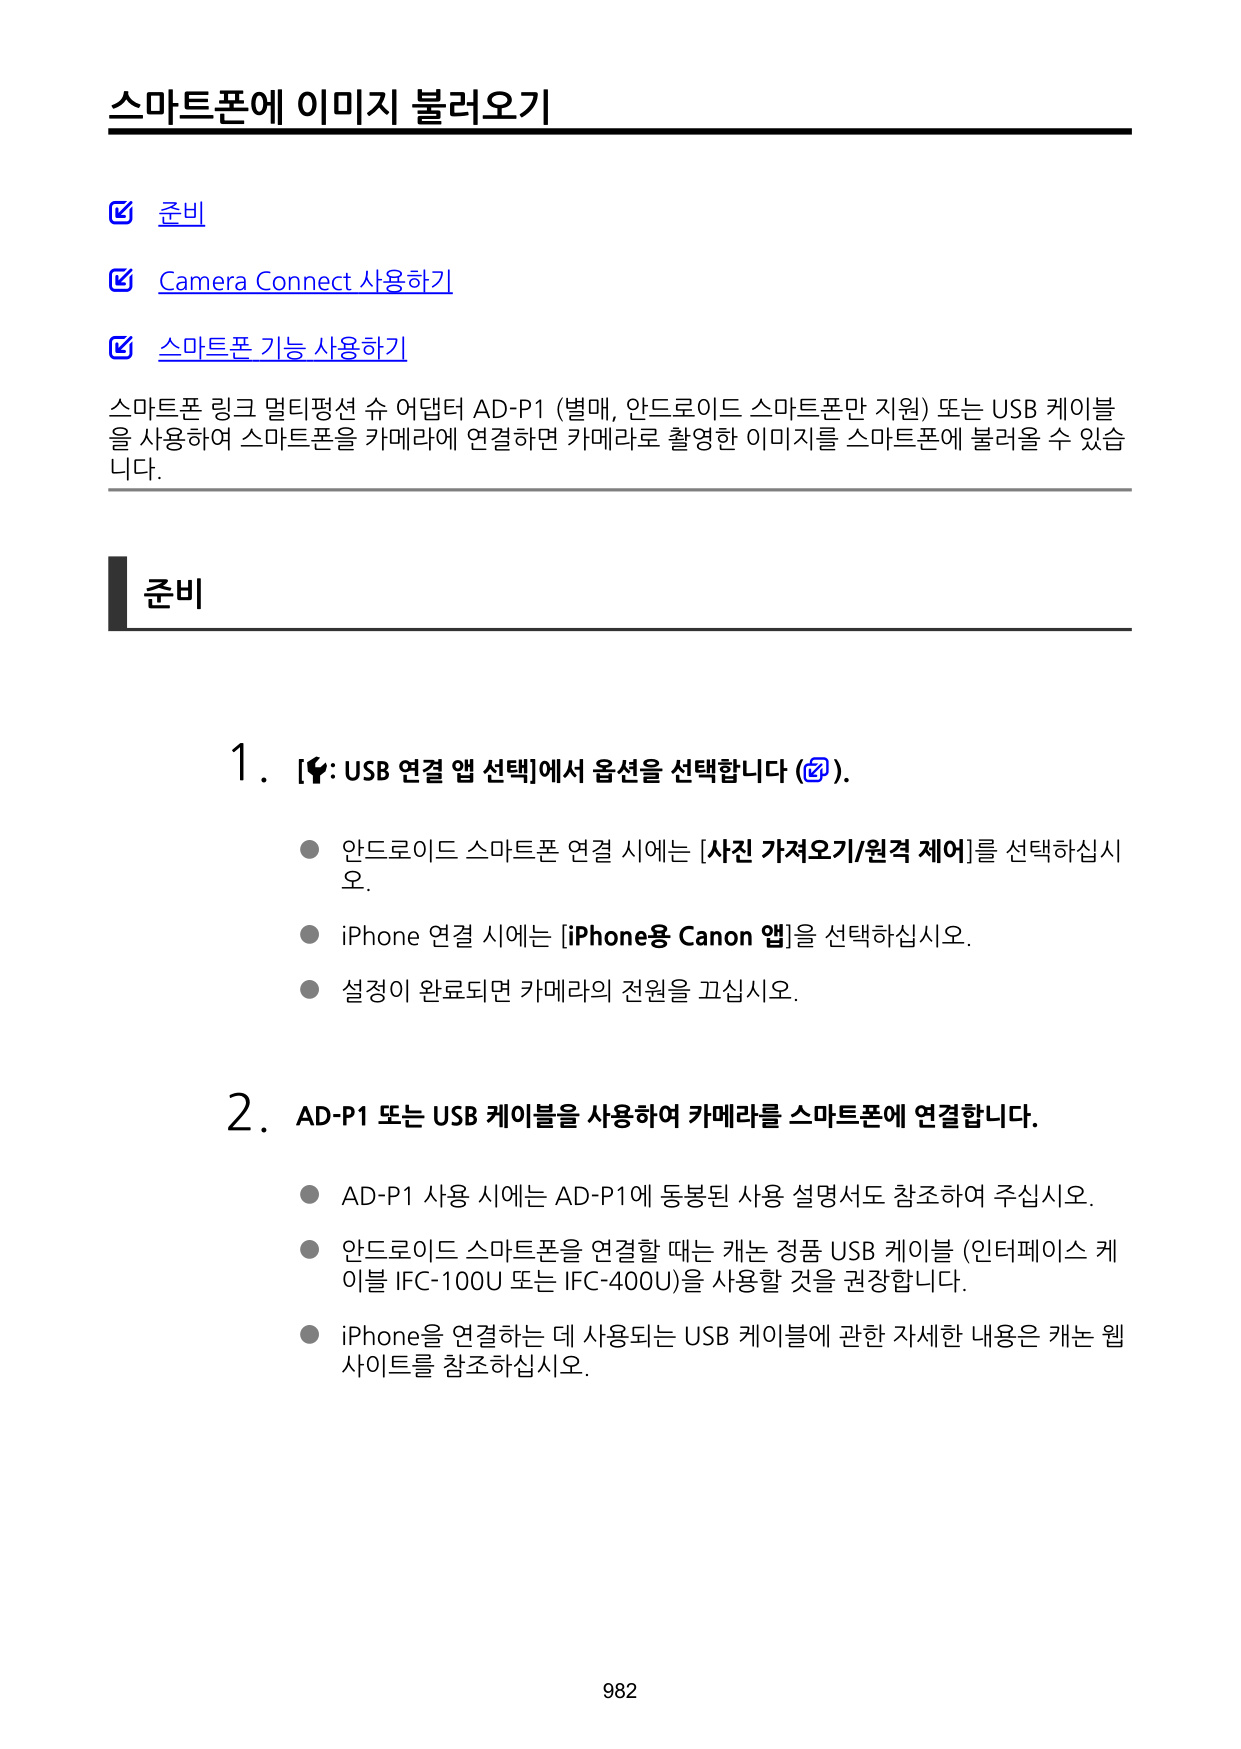 스마트폰에 이미지 불러오기
준비
Camera Connect 사용하기
스마트폰 기능 사용하기
스마트폰 링크 멀티펑션 슈 어댑터 AD-P1 (별매, 안드로이드 스마트폰만 지원) 또는 USB 케이블
을 사용하여 스마트폰을 카메라에 연결하면 카메라로 촬영한 이미지를 스마트폰에 불러올 수 있습
니다.
준비
1. [: USB 연결 앱 선택]에서 옵션을 선택합니다 ().
● 안드로이드 스마트폰 연결 시에는 [사진 가져오기/원격 제어]를 선택하십시
오.
● iPhone 연결 시에는 [iPhone용 Canon 앱]을 선택하십시오.
● 설정이 완료되면 카메라의 전원을 끄십시오.
2. AD-P1 또는 USB 케이블을 사용하여 카메라를 스마트폰에 연결합니다.
● AD-P1 사용 시에는 AD-P1에 동봉된 사용 설명서도 참조하여 주십시오.
● 안드로이드 스마트폰을 연결할 때는 캐논 정품 USB 케이블 (인터페이스 케
이블 IFC-100U 또는 IFC-400U)을 사용할 것을 권장합니다.
● iPhone을 연결하는 데 사용되는 USB 케이블에 관한 자세한 내용은 캐논 웹
사이트를 참조하십시오.
982